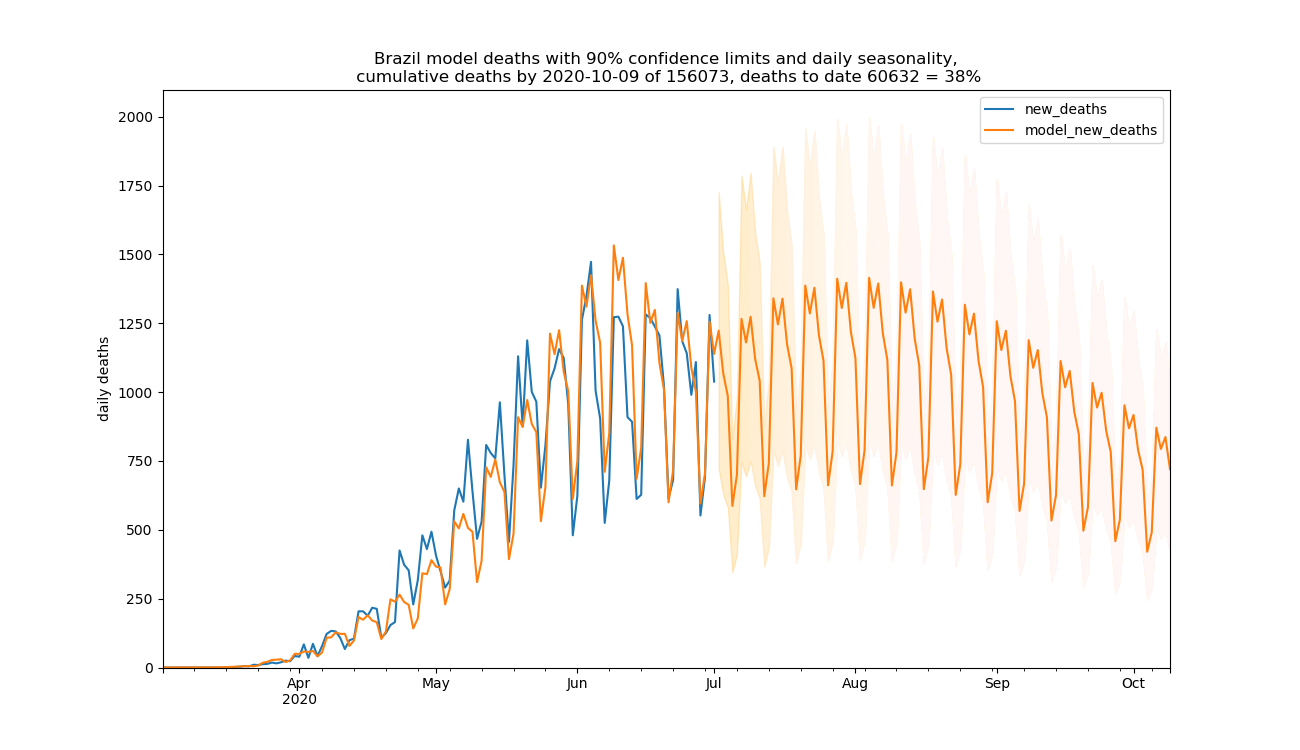 Brazil model deaths with 90% confidence limits and daily seasonality,
cumulative deaths by 2020-10-09 of 156073, deaths to date 60632 = 38%
new_deaths
model_new_deaths
2000
1750
1500
1250
1000
750
500
250
0
daily deaths
Apr May Jun Jul Aug Sep Oct
2020